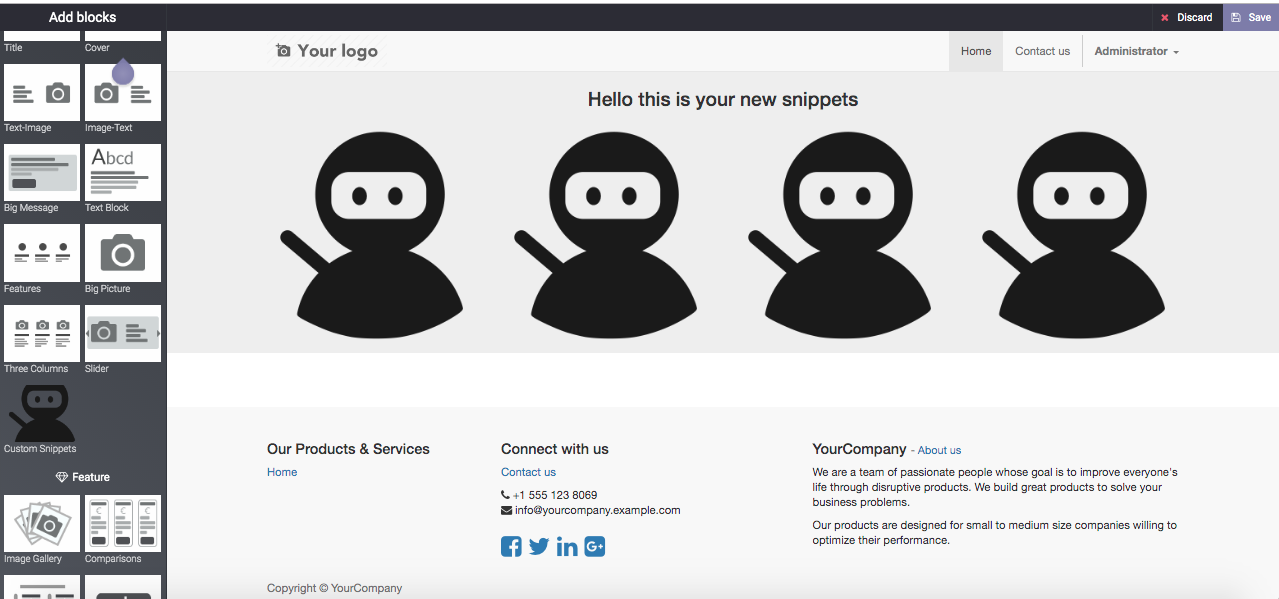 Add blocks
Discard
Save
Title
Cover
Text-Image
Image-Text
Abcd
Big Message
Text Block
Features
Big Picture
Three Columns
Slider
Custom Snippets
Feature
Image Gallery
Comparisons
Your logo
Home
Contact us
Administrator
Hello this is your new snippets
Our Products & Services
Home
Connect with us
Contact us
+1 555 123 8069
info@yourcompany.example.com
YourCompany - About us
We are a team of passionate people whose goal is to improve everyone's
life through disruptive products. We build great products to solve your
business problems.
Our products are designed for small to medium size companies willing to
optimize their performance.
Copyright © YourCompany